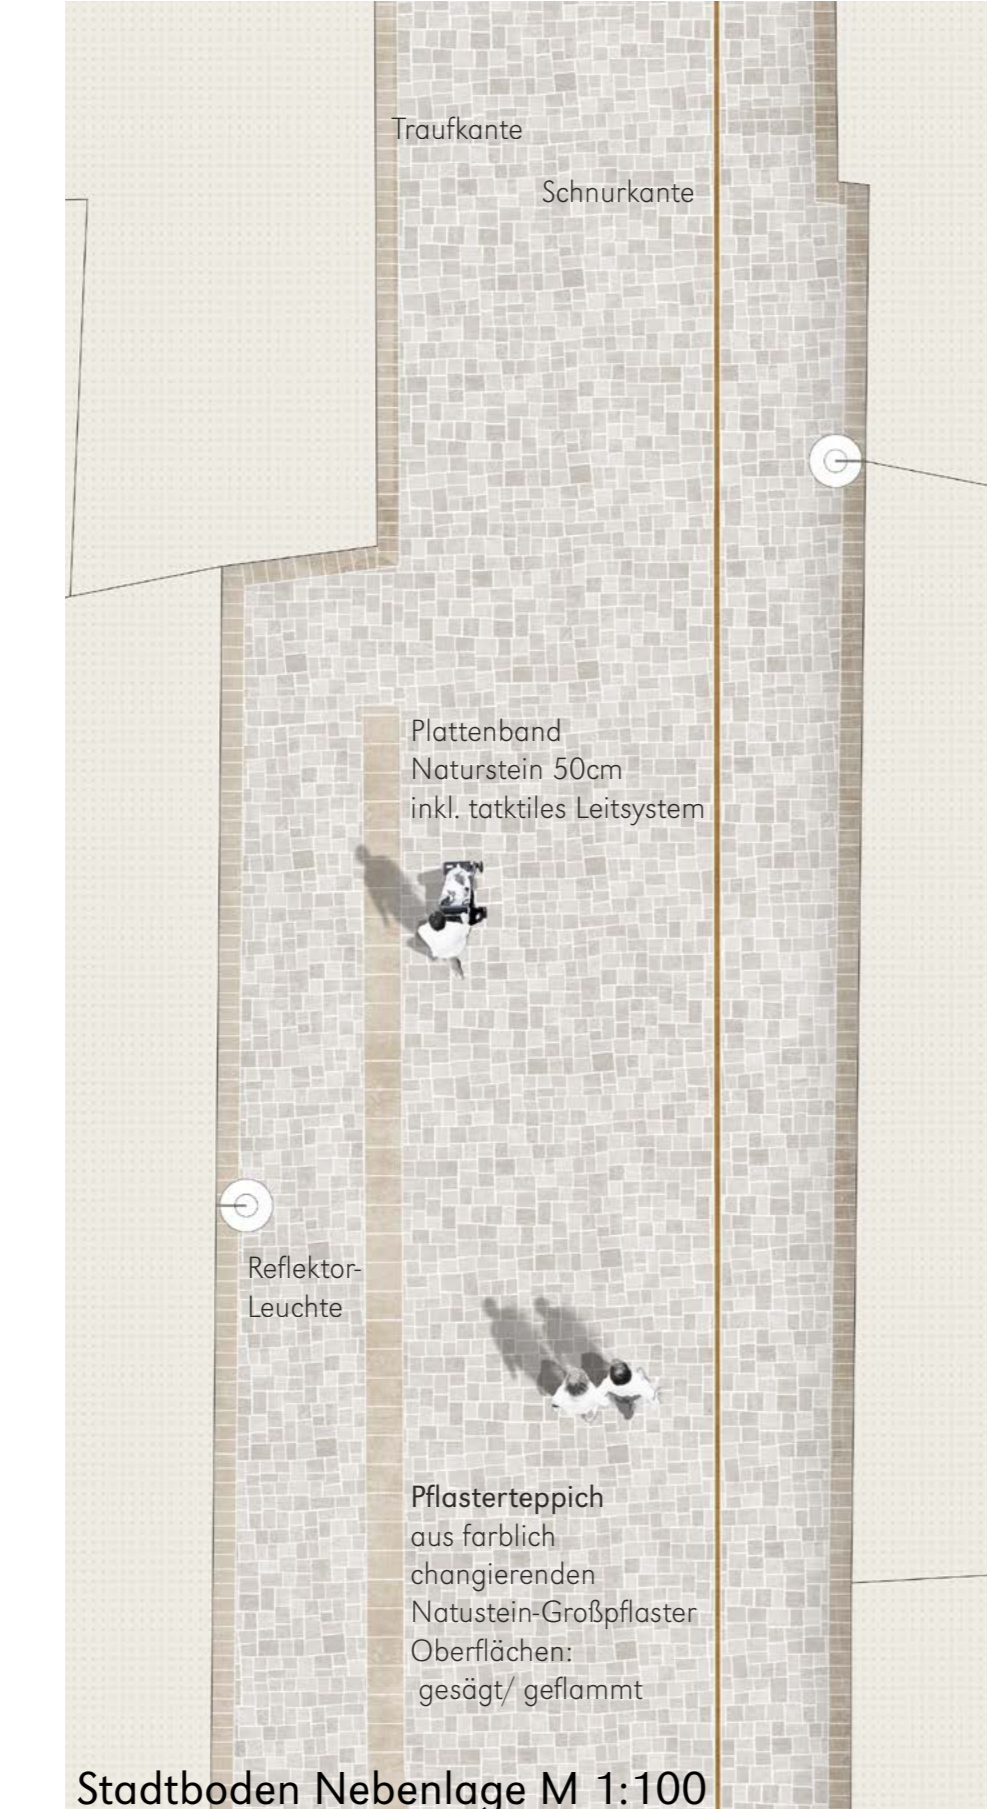 Traufkante
Schnurkante
Plattenband
Naturstein 50cm
inkl. tatktiles Leitsystem
Reflektor-
Leuchte
Pflasterteppich
aus farblich
changierenden
Natustein-Großpflaster
Oberflächen:
gesägt/ geflammt
Stadtboden Nebenlage M 1:100